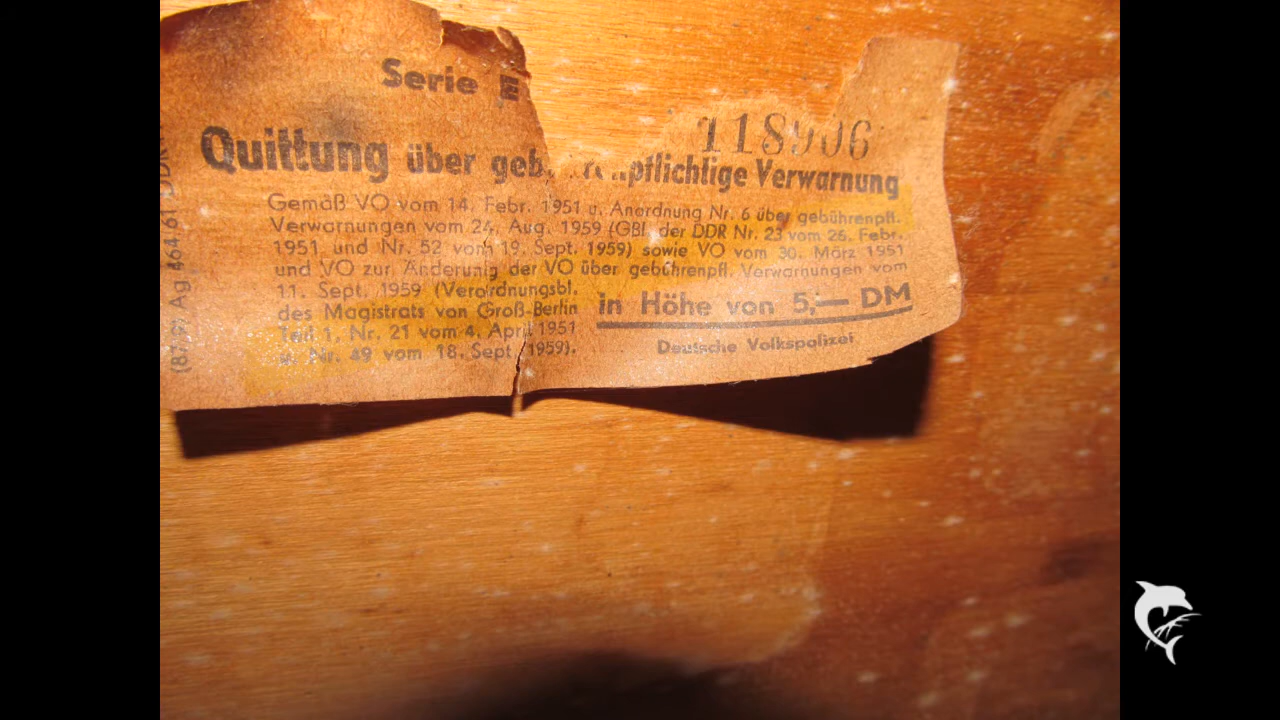 Serie E
118906
Quittung über gebührenpflichtige Verwarnung
Gemäß VO vom 14. Febr. 1951 u. Anordnung Nr. 6 über gebührenpfl.
Verwarnungen vom 24. Aug. 1959 (GBl. der DDR Nr. 23 vom 26. Febr.
1951 und Nr. 52 vom 19. Sept. 1959) sowie VO vom 30. März 1951
und VO zur Änderung der VO über gebührenpfl. Verwarnungen vom
11. Sept. 1959 (Verordnungsbl.
des Magistrats von Groß-Berlin
Teil 1, Nr. 21 vom 4. April 1951
u. Nr. 49 vom 18. Sept. 1959).
in Höhe von 5,— DM
Deutsche Volkspolizei
Ag 464 61 DDR